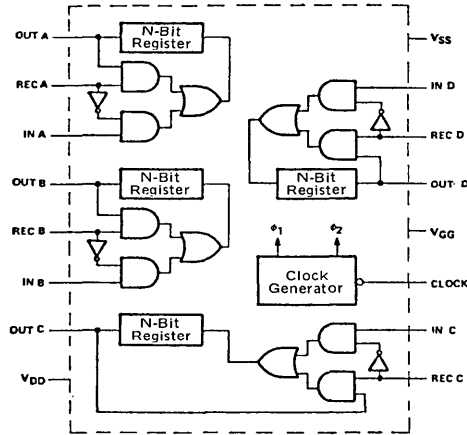 OUT A
N-Bit
Register
REC A
IN A
VSS
IN D
REC D
OUT D
N-Bit
Register
OUT B
N-Bit
Register
REC B
IN B
ϕ1
ϕ2
VGG
Clock
Generator
CLOCK
OUT C
N-Bit
Register
IN C
VDD
REC C